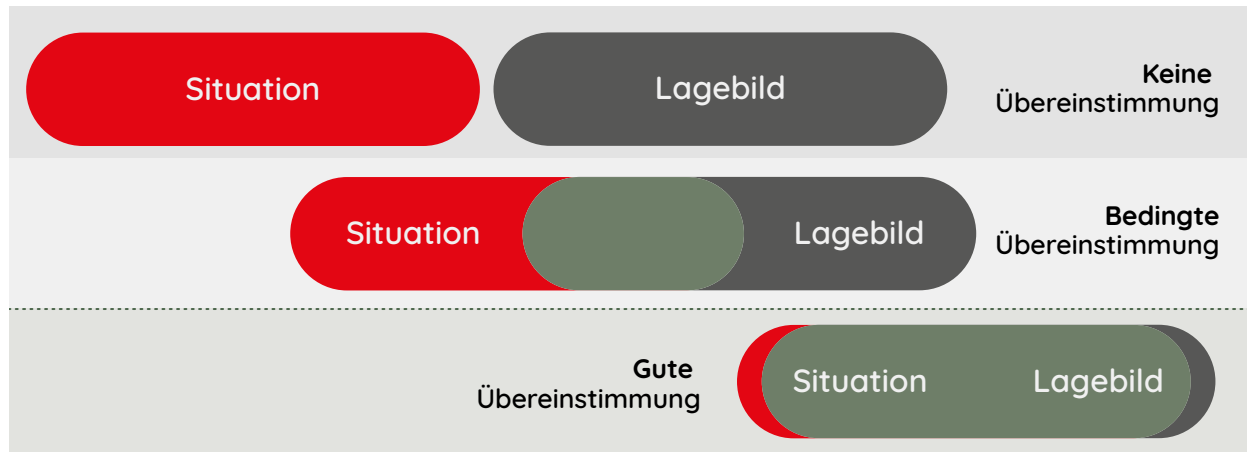 Situation
Lagebild
Keine
Übereinstimmung
Situation
Lagebild
Bedingte
Übereinstimmung
Gute
Übereinstimmung
Situation
Lagebild